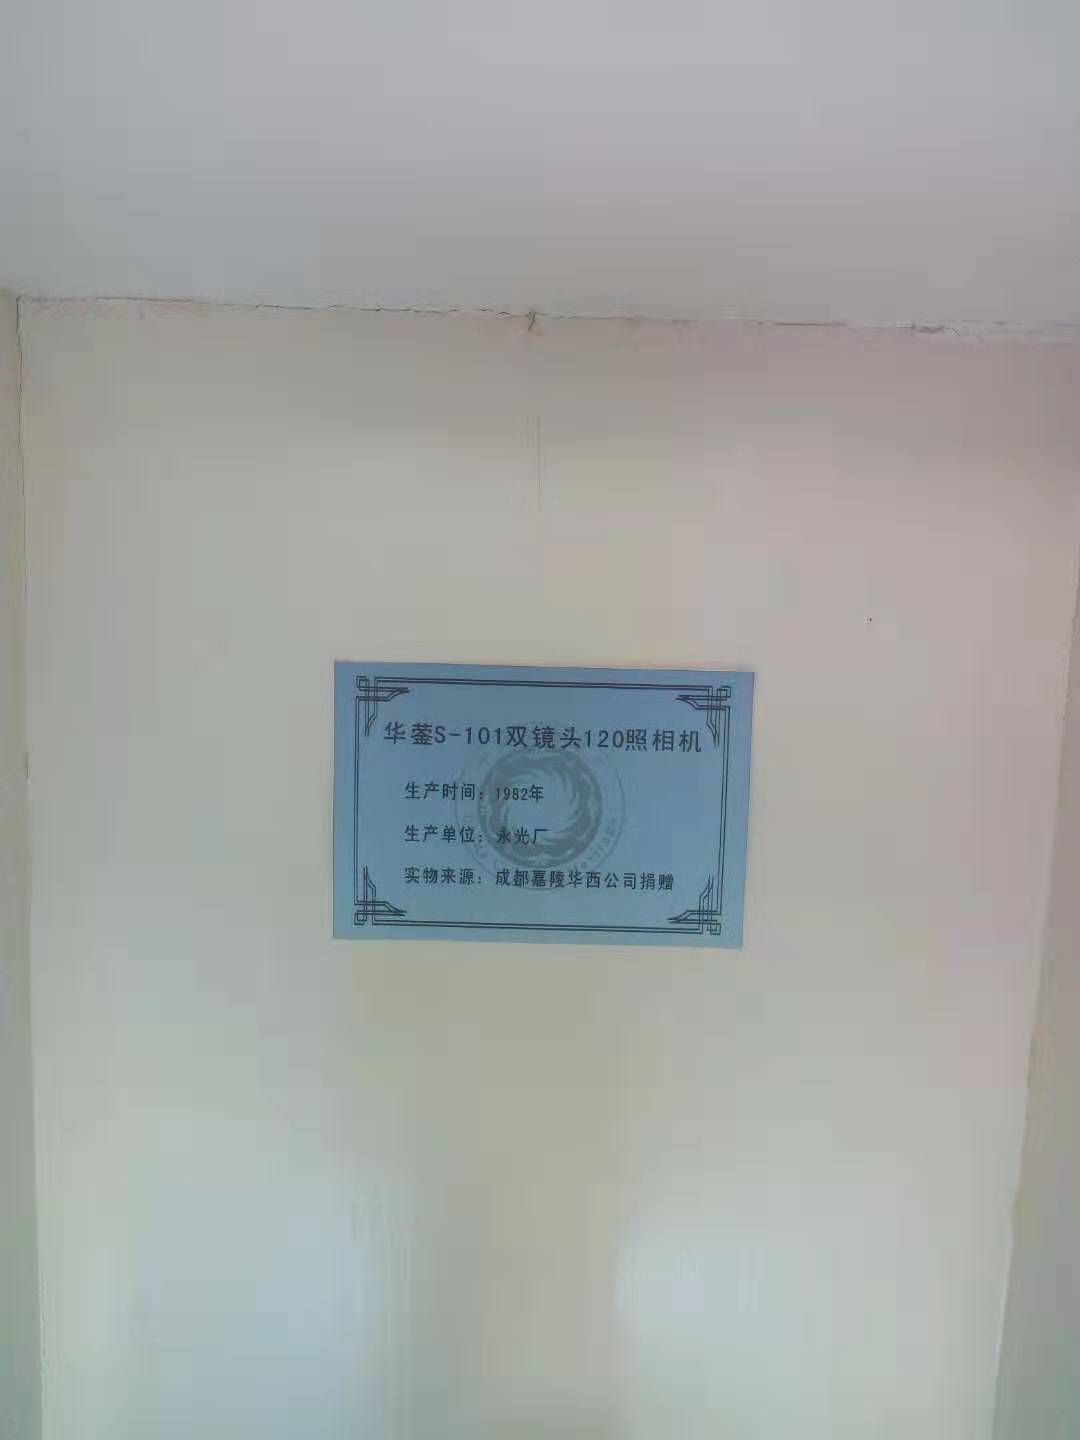 华蓥S-101双镜头120照相机
生产时间：1982年
生产单位：永光厂
实物来源：成都嘉陵华西公司捐赠